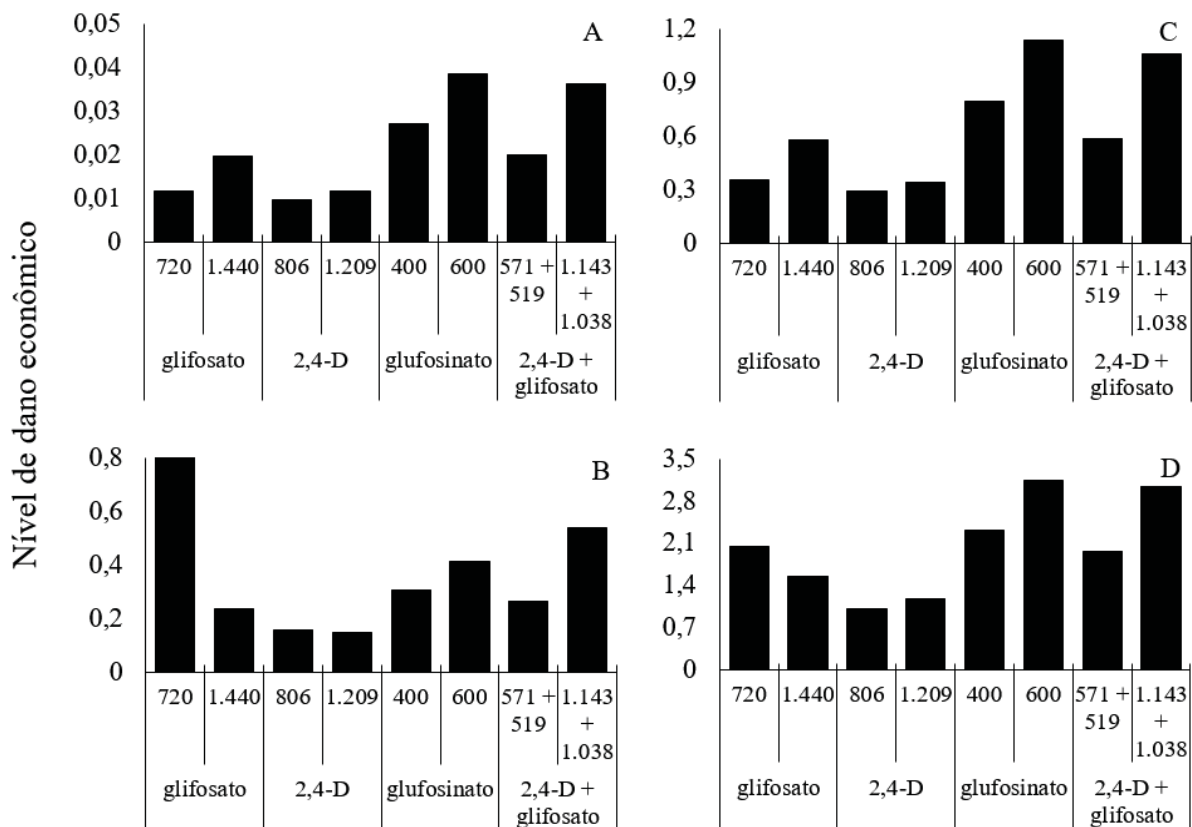 Nível de dano econômico
A
0,05
0,04
0,03
0,02
0,01
0
720 1.440 806 1.209 400 600 571 + 1.143
519 +
1.038
glifosato 2,4-D glufosinato 2,4-D +
glifosato
C
1,2
0,9
0,6
0,3
0
720 1.440 806 1.209 400 600 571 + 1.143
519 +
1.038
glifosato 2,4-D glufosinato 2,4-D +
glifosato
B
0,8
0,6
0,4
0,2
0
720 1.440 806 1.209 400 600 571 + 1.143
519 +
1.038
glifosato 2,4-D glufosinato 2,4-D +
glifosato
D
3,5
2,8
2,1
1,4
0,7
0
720 1.440 806 1.209 400 600 571 + 1.143
519 +
1.038
glifosato 2,4-D glufosinato 2,4-D +
glifosato